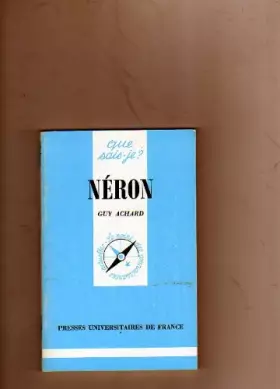 que
sais-je?
NÉRON
GUY ACHARD
PRESSES UNIVERSITAIRES DE FRANCE